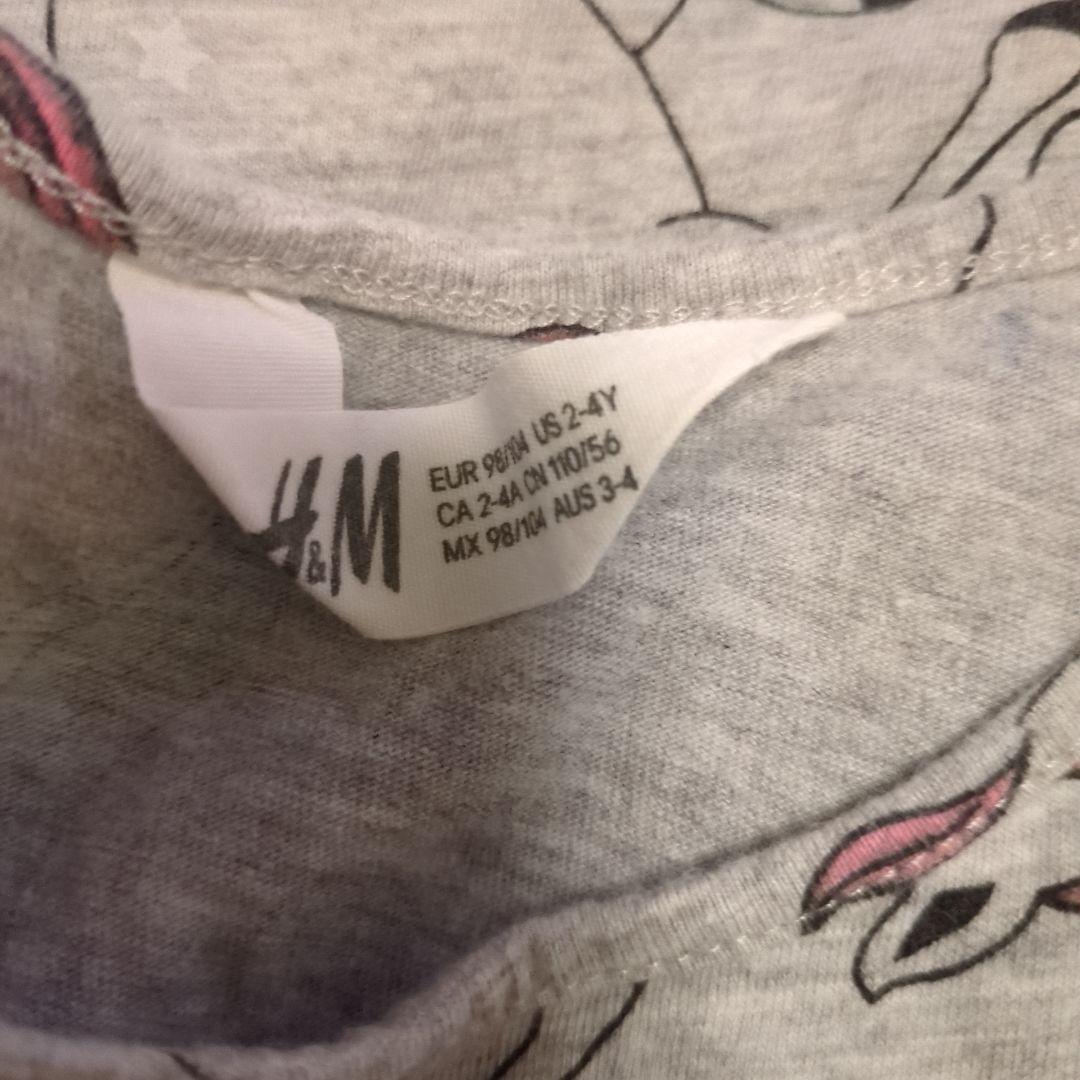 H&M
EUR 98/104 US 2-4Y
CA 2-4A CN 110/56
MX 98/104 AUS 3-4